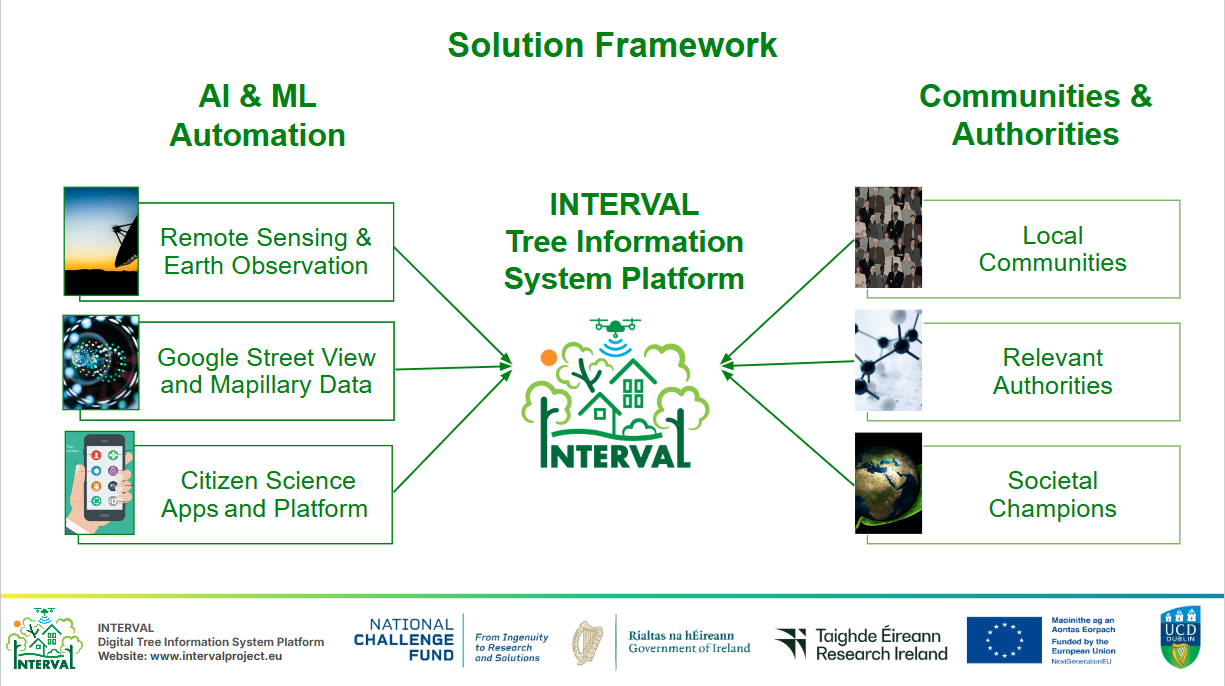 Solution Framework
AI & ML
Automation
Communities &
Authorities
Remote Sensing &
Earth Observation
Google Street View
and Mapillary Data
Citizen Science
Apps and Platform
INTERVAL
Tree Information
System Platform
INTERVAL
Local
Communities
Relevant
Authorities
Societal
Champions
INTERVAL
INTERVAL
Digital Tree Information System Platform
Website: www.intervalproject.eu
NATIONAL
CHALLENGE
FUND
From Ingenuity
to Research
and Solutions
Rialtas na hÉireann
Government of Ireland
Taighde Éireann
Research Ireland
Maoinithe ag an
Aontas Eorpach
Funded by the
European Union
NextGenerationEU
UCD
DUBLIN